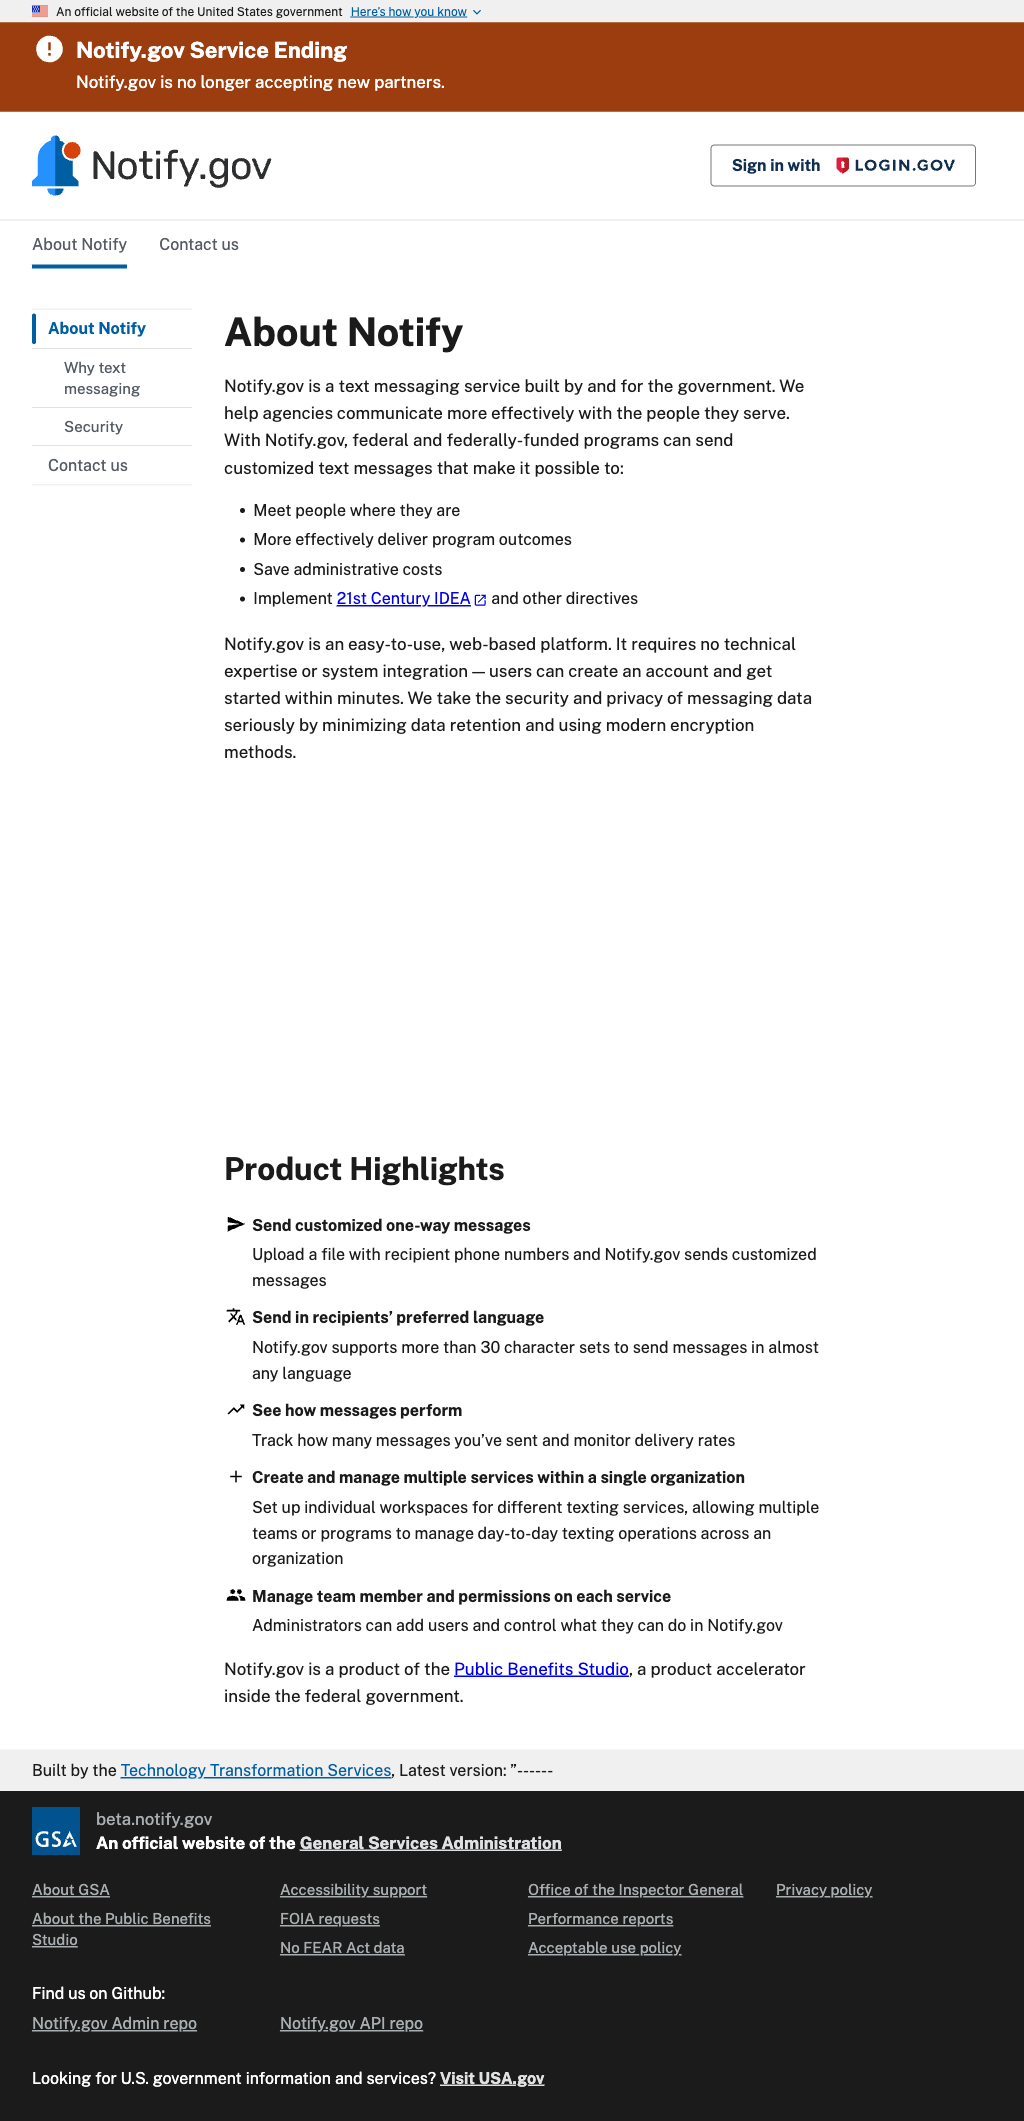 An official website of the United States government Here's how you know
Notify.gov Service Ending
Notify.gov is no longer accepting new partners.
Notify.gov
Sign in with LOGIN.GOV
About Notify Contact us
About Notify
Why text
messaging
Security
Contact us
About Notify
Notify.gov is a text messaging service built by and for the government. We
help agencies communicate more effectively with the people they serve.
With Notify.gov, federal and federally-funded programs can send
customized text messages that make it possible to:
• Meet people where they are
• More effectively deliver program outcomes
• Save administrative costs
• Implement 21st Century IDEA and other directives
Notify.gov is an easy-to-use, web-based platform. It requires no technical
expertise or system integration — users can create an account and get
started within minutes. We take the security and privacy of messaging data
seriously by minimizing data retention and using modern encryption
methods.
Product Highlights
Send customized one-way messages
Upload a file with recipient phone numbers and Notify.gov sends customized
messages
Send in recipients’ preferred language
Notify.gov supports more than 30 character sets to send messages in almost
any language
See how messages perform
Track how many messages you’ve sent and monitor delivery rates
Create and manage multiple services within a single organization
Set up individual workspaces for different texting services, allowing multiple
teams or programs to manage day-to-day texting operations across an
organization
Manage team member and permissions on each service
Administrators can add users and control what they can do in Notify.gov
Notify.gov is a product of the Public Benefits Studio, a product accelerator
inside the federal government.
Built by the Technology Transformation Services, Latest version: ”------
GSA
beta.notify.gov
An official website of the General Services Administration
About GSA
About the Public Benefits
Studio
Accessibility support
FOIA requests
No FEAR Act data
Office of the Inspector General
Performance reports
Acceptable use policy
Privacy policy
Find us on Github:
Notify.gov Admin repo Notify.gov API repo
Looking for U.S. government information and services? Visit USA.gov